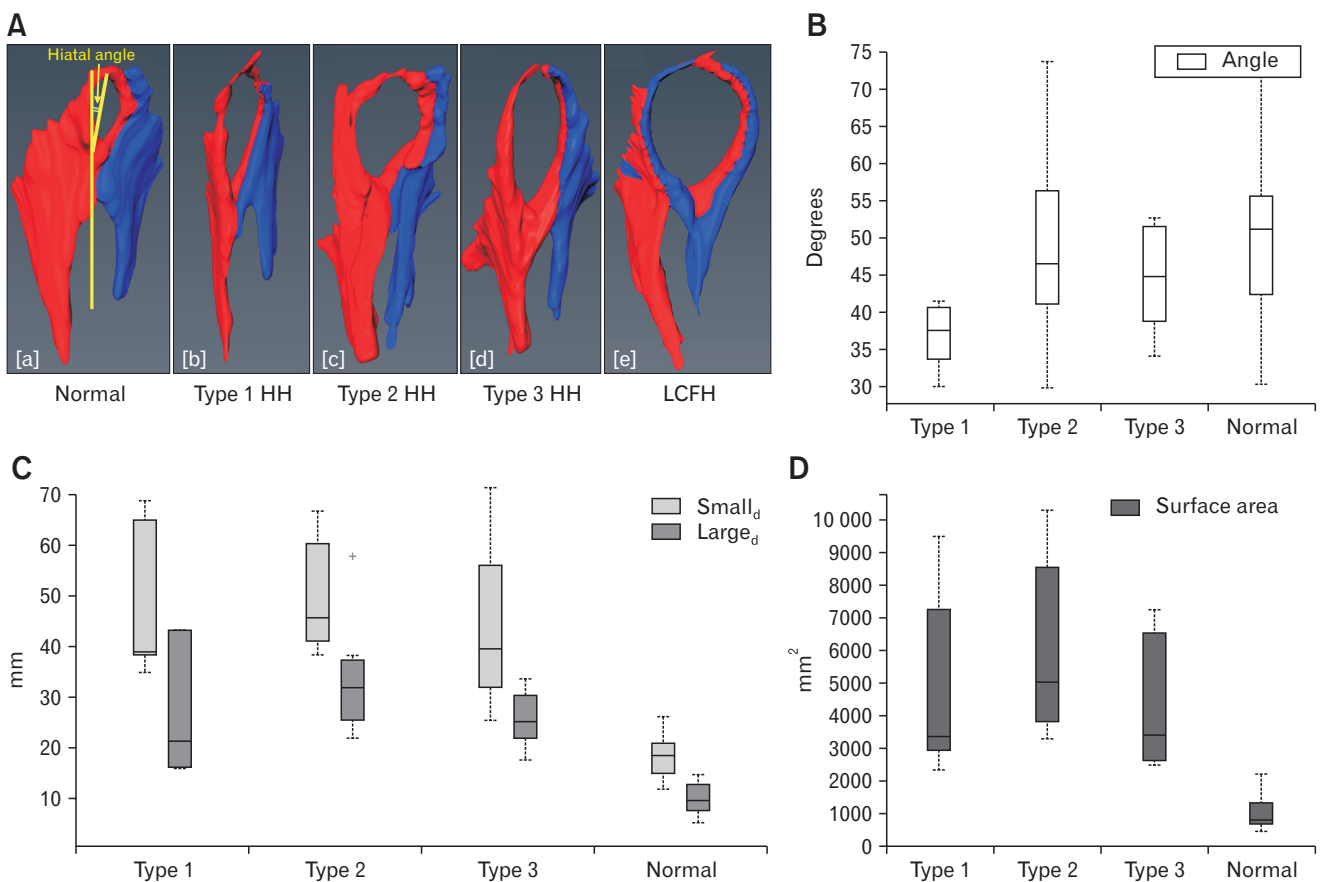 A
Hiatal angle
[a]
[b]
[c]
[d]
[e]
Normal
Type 1 HH
Type 2 HH
Type 3 HH
LCFH
B
75
70
65
60
55
50
45
40
35
30
Degrees
Angle
Type 1
Type 2
Type 3
Normal
C
70
60
50
40
30
20
10
mm
Small_d
Large_d
Type 1
Type 2
Type 3
Normal
D
10 000
9000
8000
7000
6000
5000
4000
3000
2000
1000
0
mm²
Surface area
Type 1
Type 2
Type 3
Normal